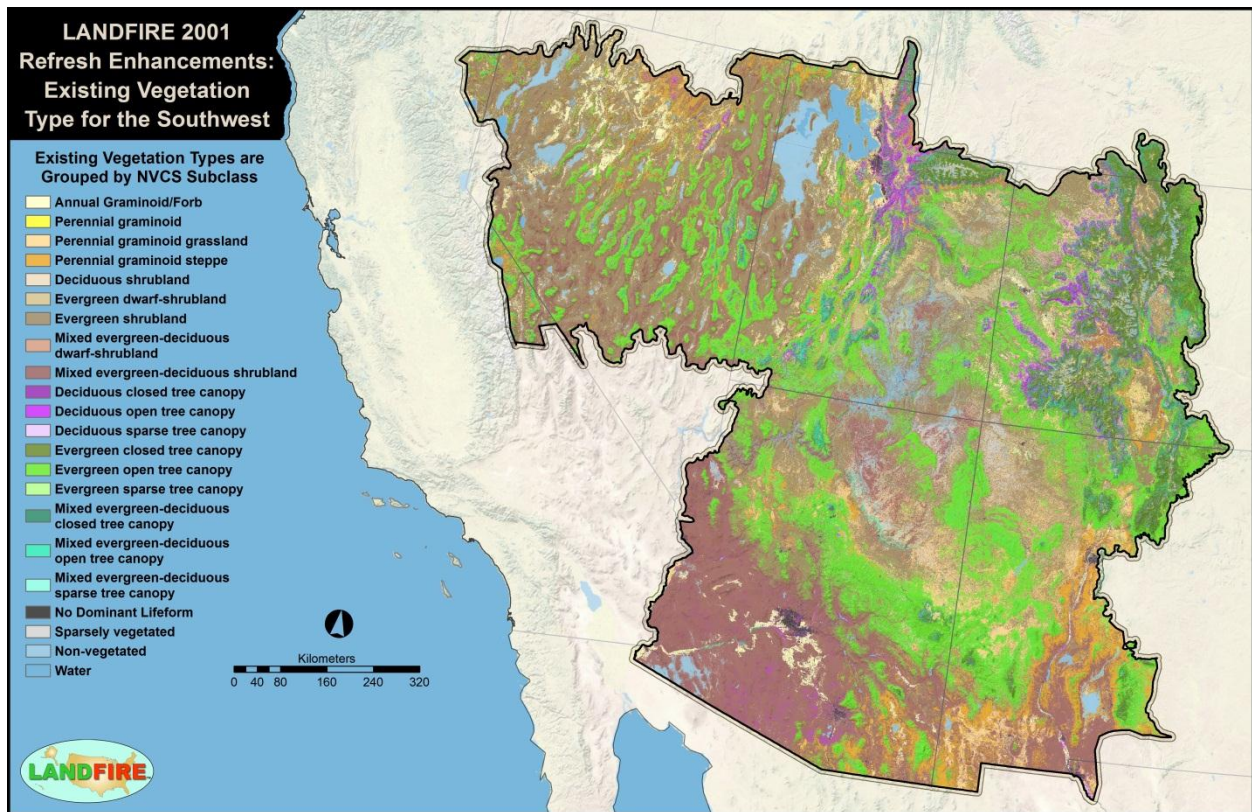 LANDFIRE 2001
Refresh Enhancements:
Existing Vegetation
Type for the Southwest
Existing Vegetation Types are
Grouped by NVCS Subclass
Annual Graminoid/Forb
Perennial graminoid
Perennial graminoid grassland
Perennial graminoid steppe
Deciduous shrubland
Evergreen dwarf-shrubland
Evergreen shrubland
Mixed evergreen-deciduous
dwarf-shrubland
Mixed evergreen-deciduous shrubland
Deciduous closed tree canopy
Deciduous open tree canopy
Deciduous sparse tree canopy
Evergreen closed tree canopy
Evergreen open tree canopy
Evergreen sparse tree canopy
Mixed evergreen-deciduous
closed tree canopy
Mixed evergreen-deciduous
open tree canopy
Mixed evergreen-deciduous
sparse tree canopy
No Dominant Lifeform
Sparsely vegetated
Non-vegetated
Water
Kilometers
0 40 80 160 240 320
LANDFIRE